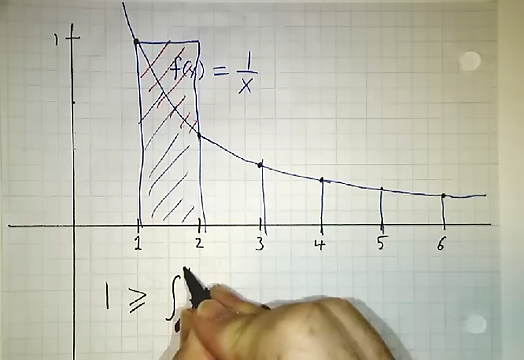 1
f(x) = 1/x
1 2 3 4 5 6
1 ≥ ∫